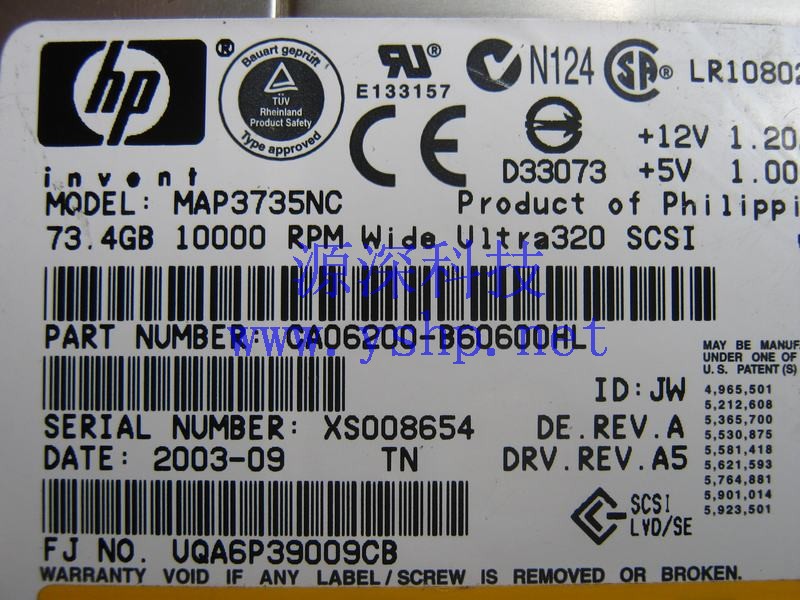 hp ®
invent
Bauart geprüft
TÜV
Rheinland
Product Safety
Type approved
®
E133157
N124
® LR10802
D33073
+12V 1.20
+5V 1.00
MODEL: MAP3735NC Product of Philippi
73.4GB 10000 RPM Wide Ultra320 SCSI
源深科技
PART NUMBER: CA06200-B60600HL
www.yshp.net
MAY BE MANUF
UNDER ONE OF
U.S. PATENT (S)
4,965,501
5,212,608
5,365,700
5,530,875
5,581,418
5,621,593
5,764,881
5,901,014
5,923,501
ID:JW
SERIAL NUMBER: XS008654 DE.REV.A
DATE: 2003-09 TN DRV.REV.A5
SCSI
LVD/SE
FJ NO. UQA6P39009CB
WARRANTY VOID IF ANY LABEL/SCREW IS REMOVED OR BROKEN.